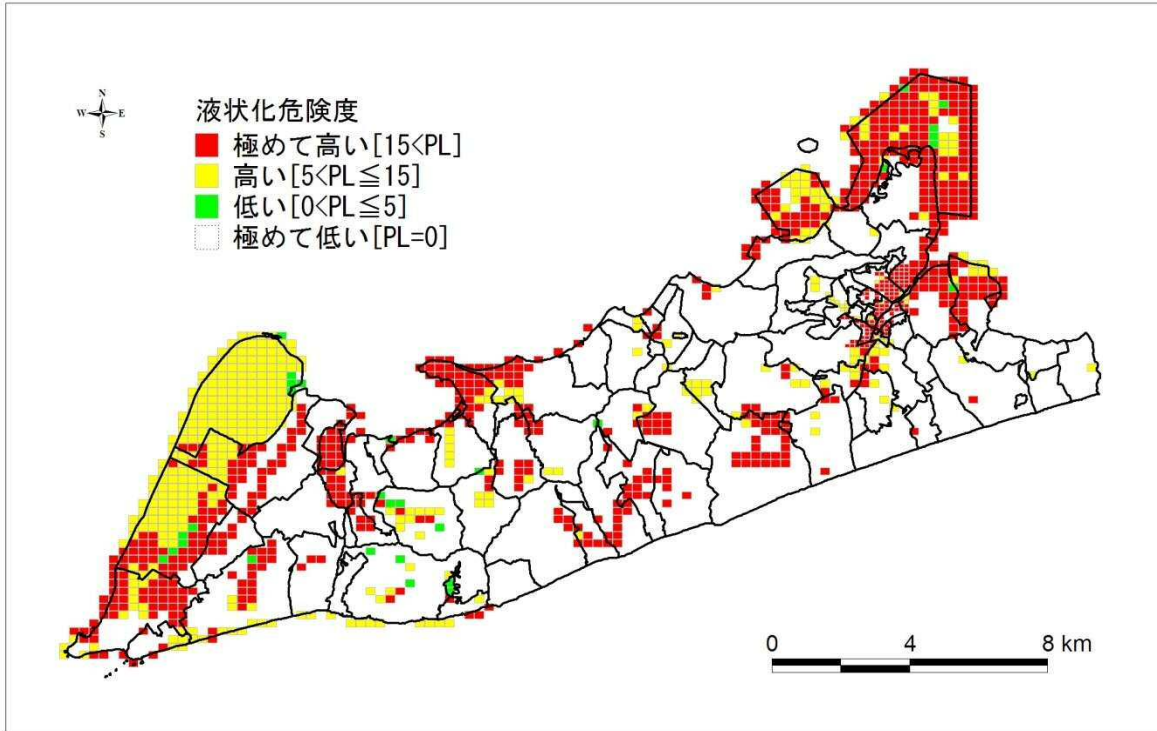 N
W E
S
液状化危険度
極めて高い[15<PL]
高い[5<PL≦15]
低い[0<PL≦5]
極めて低い[PL=0]
0 4 8 km